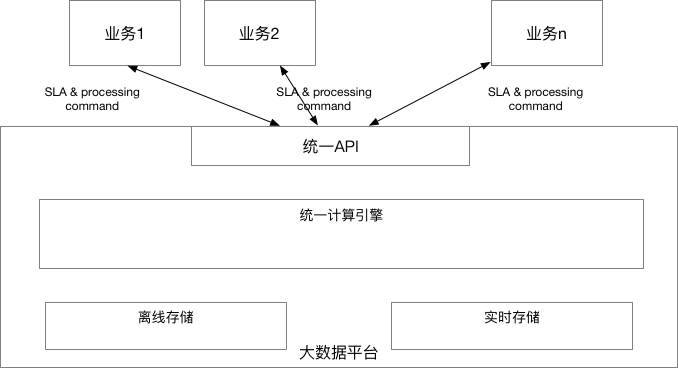 业务1
业务2
业务n
SLA & processing
command
SLA & processing
command
SLA & processing
command
统一API
统一计算引擎
离线存储
实时存储
大数据平台